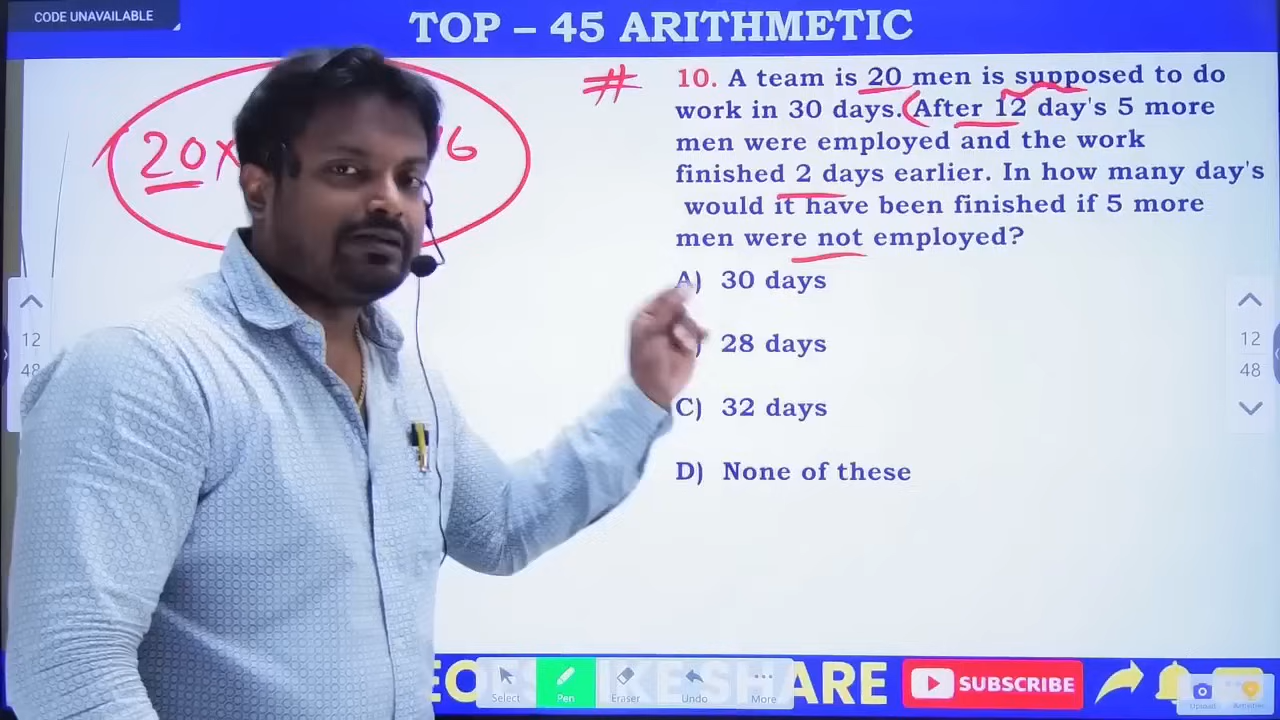 CODE UNAVAILABLE
TOP – 45 ARITHMETIC
# 10. A team is 20 men is supposed to do
work in 30 days. (After 12 day's 5 more
men were employed and the work
finished 2 days earlier. In how many day's
would it have been finished if 5 more
men were not employed?
20x 6
A) 30 days
) 28 days
C) 32 days
D) None of these
12
48
12
48
Select
Pen
Eraser
Undo
More
ARE
SUBSCRIBE